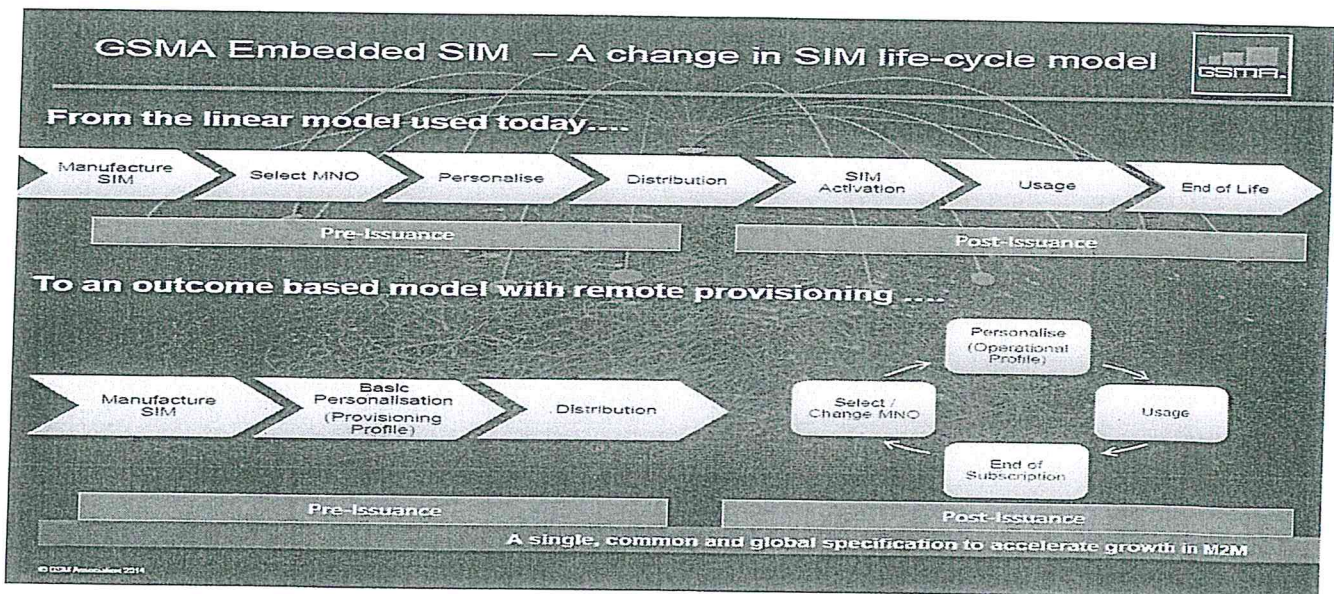 GSMA Embedded SIM – A change in SIM life-cycle model
GSMA
From the linear model used today....
Manufacture
SIM
Select MNO
Personalise
Distribution
SIM
Activation
Usage
End of Life
Pre-Issuance
Post-Issuance
To an outcome based model with remote provisioning ....
Manufacture
SIM
Basic
Personalisation
(Provisioning
Profile)
Distribution
Personalise
(Operational
Profile)
Select /
Change MNO
Usage
End of
Subscription
Pre-Issuance
Post-Issuance
A single, common and global specification to accelerate growth in M2M
© GSM Association 2014